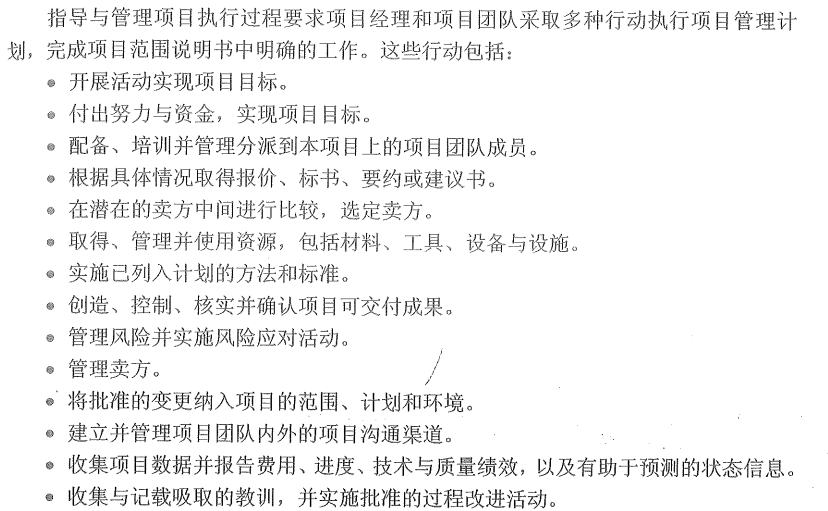 指导与管理项目执行过程要求项目经理和项目团队采取多种行动执行项目管理计
划，完成项目范围说明书中明确的工作。这些行动包括：
• 开展活动实现项目目标。
• 付出努力与资金，实现项目目标。
• 配备、培训并管理分派到本项目上的项目团队成员。
• 根据具体情况取得报价、标书、要约或建议书。
• 在潜在的卖方中间进行比较，选定卖方。
• 取得、管理并使用资源，包括材料、工具、设备与设施。
• 实施已列入计划的方法和标准。
• 创造、控制、核实并确认项目可交付成果。
• 管理风险并实施风险应对活动。
• 管理卖方。
• 将批准的变更纳入项目的范围、计划和环境。
• 建立并管理项目团队内外的项目沟通渠道。
• 收集项目数据并报告费用、进度、技术与质量绩效，以及有助于预测的状态信息。
• 收集与记载吸取的教训，并实施批准的过程改进活动。